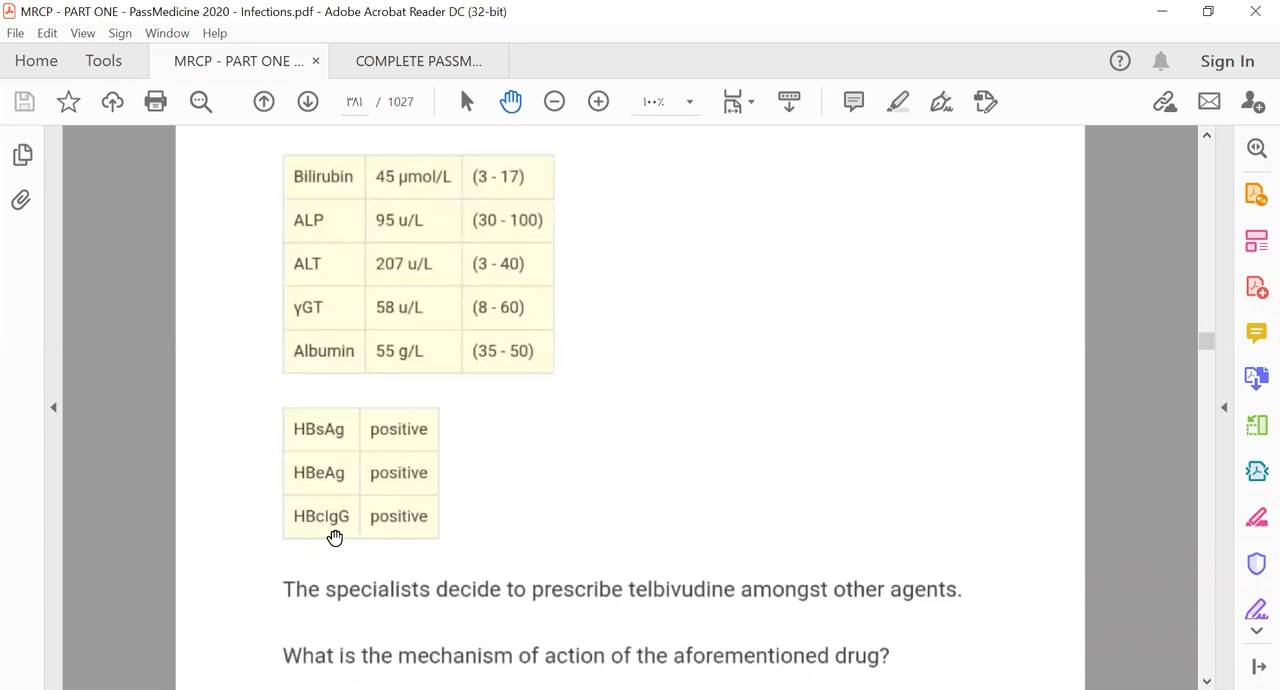 MRCP - PART ONE - PassMedicine 2020 - Infections.pdf - Adobe Acrobat Reader DC (32-bit)
File Edit View Sign Window Help
Home Tools MRCP - PART ONE ... × COMPLETE PASSM... Sign In
٣٨١ / 1027 ١٠٠٪
Bilirubin 45 µmol/L (3 - 17)
ALP 95 u/L (30 - 100)
ALT 207 u/L (3 - 40)
γGT 58 u/L (8 - 60)
Albumin 55 g/L (35 - 50)
HBsAg positive
HBeAg positive
HBcIgG positive
The specialists decide to prescribe telbivudine amongst other agents.
What is the mechanism of action of the aforementioned drug?